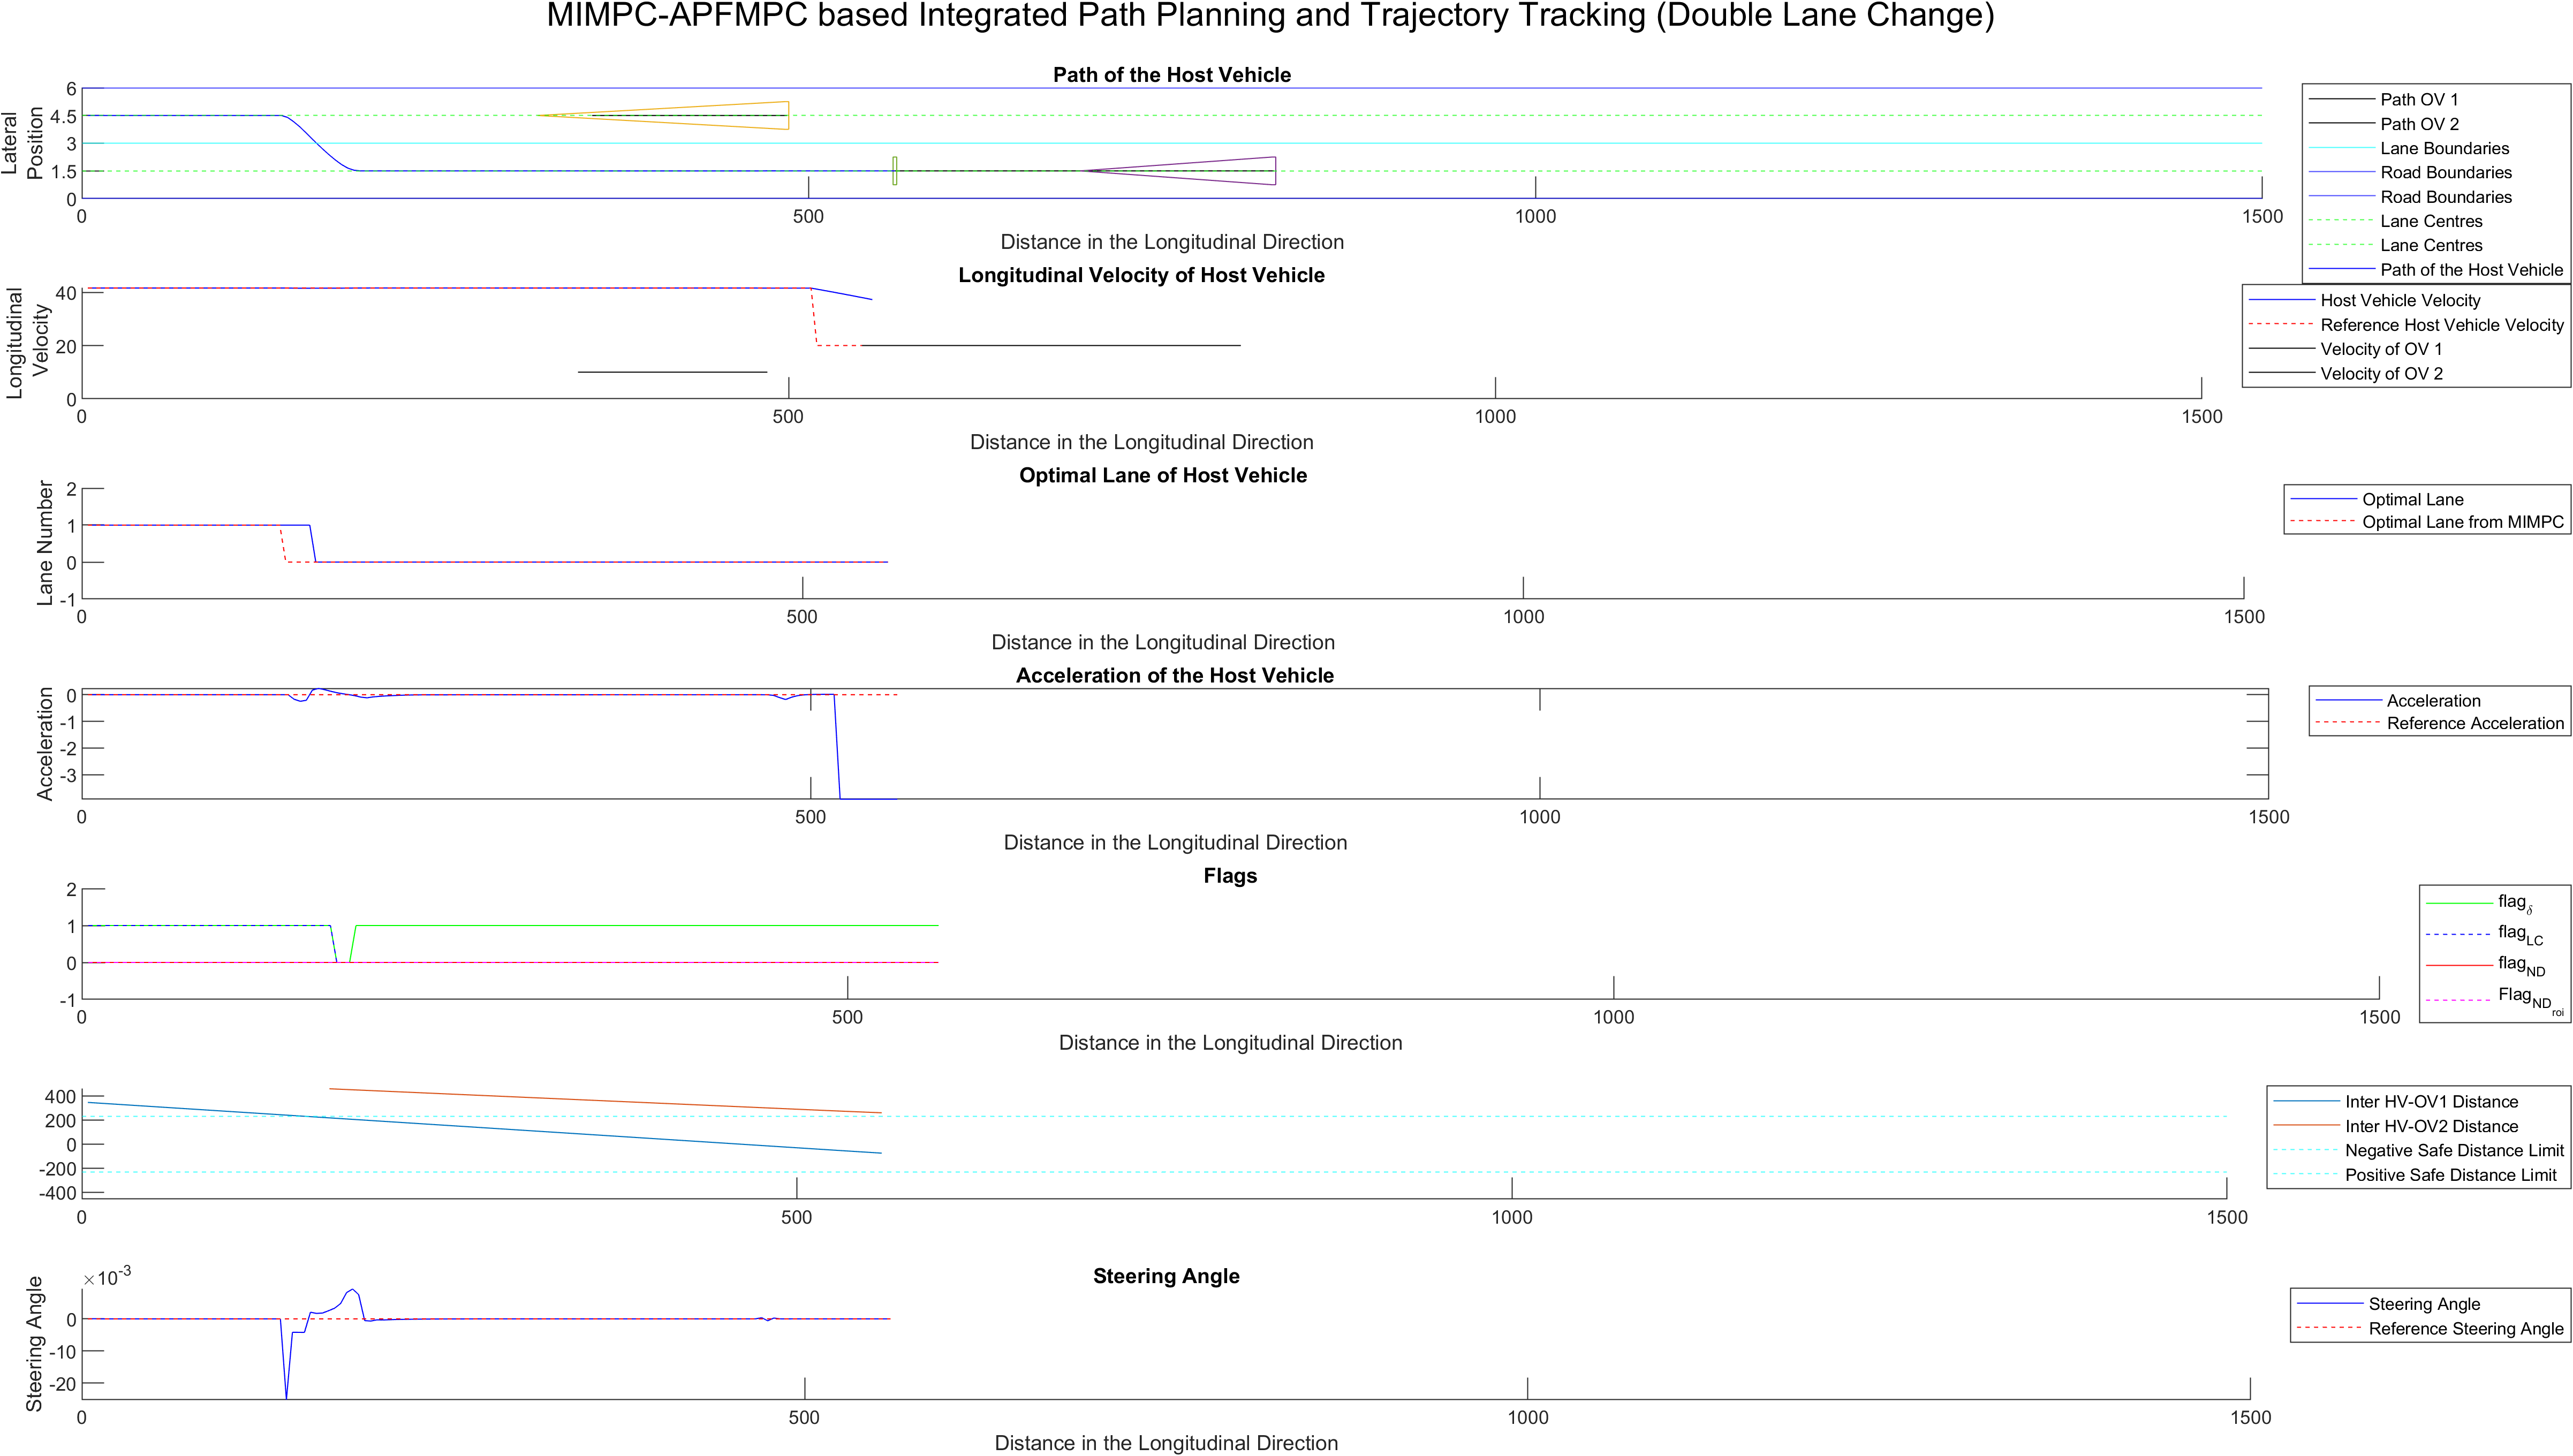 MIMPC-APFMPC based Integrated Path Planning and Trajectory Tracking (Double Lane Change)
Path of the Host Vehicle
Lateral
Position
6
4.5
3
1.5
0
0
500
1000
1500
Distance in the Longitudinal Direction
Path OV 1
Path OV 2
Lane Boundaries
Road Boundaries
Road Boundaries
Lane Centres
Lane Centres
Path of the Host Vehicle
Longitudinal Velocity of Host Vehicle
Longitudinal
Velocity
40
20
0
0
500
1000
1500
Distance in the Longitudinal Direction
Host Vehicle Velocity
Reference Host Vehicle Velocity
Velocity of OV 1
Velocity of OV 2
Optimal Lane of Host Vehicle
Lane Number
2
1
0
-1
0
500
1000
1500
Distance in the Longitudinal Direction
Optimal Lane
Optimal Lane from MIMPC
Acceleration of the Host Vehicle
Acceleration
0
-1
-2
-3
0
500
1000
1500
Distance in the Longitudinal Direction
Acceleration
Reference Acceleration
Flags
2
1
0
-1
0
500
1000
1500
Distance in the Longitudinal Direction
flagδ
flagLC
flagND
FlagNDroi
400
200
0
-200
-400
0
500
1000
1500
Inter HV-OV1 Distance
Inter HV-OV2 Distance
Negative Safe Distance Limit
Positive Safe Distance Limit
Steering Angle
×10-3
Steering Angle
0
-10
-20
0
500
1000
1500
Distance in the Longitudinal Direction
Steering Angle
Reference Steering Angle